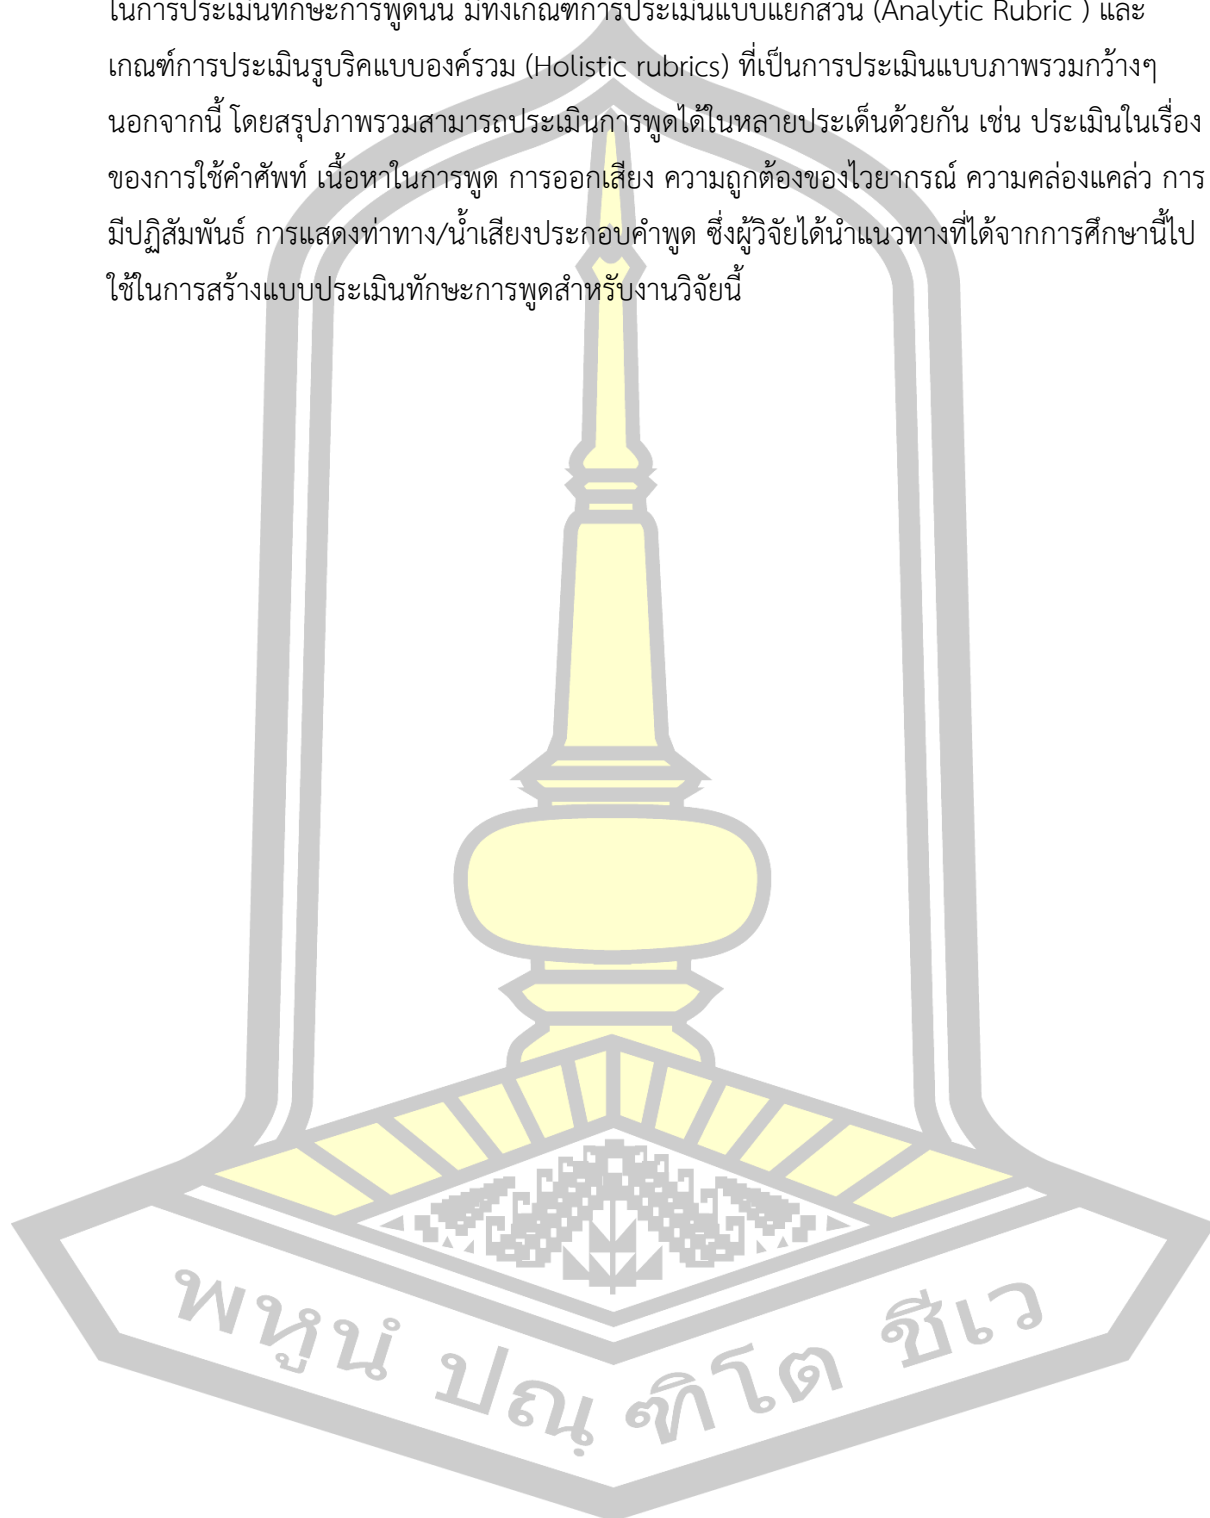 ในการประเมินทักษะการพูดนั้น มีทั้งเกณฑ์การประเมินแบบแยกส่วน (Analytic Rubric ) และ
เกณฑ์การประเมินรูบริคแบบองค์รวม (Holistic rubrics) ที่เป็นการประเมินแบบภาพรวมกว้างๆ
นอกจากนี้ โดยสรุปภาพรวมสามารถประเมินการพูดได้ในหลายประเด็นด้วยกัน เช่น ประเมินในเรื่อง
ของการใช้คำศัพท์ เนื้อหาในการพูด การออกเสียง ความถูกต้องของไวยากรณ์ ความคล่องแคล่ว การ
มีปฏิสัมพันธ์ การแสดงท่าทาง/น้ำเสียงประกอบคำพูด ซึ่งผู้วิจัยได้นำแนวทางที่ได้จากการศึกษานี้ไป
ใช้ในการสร้างแบบประเมินทักษะการพูดสำหรับงานวิจัยนี้
พหูนํ ปณฺ ฑิโต ชีเว